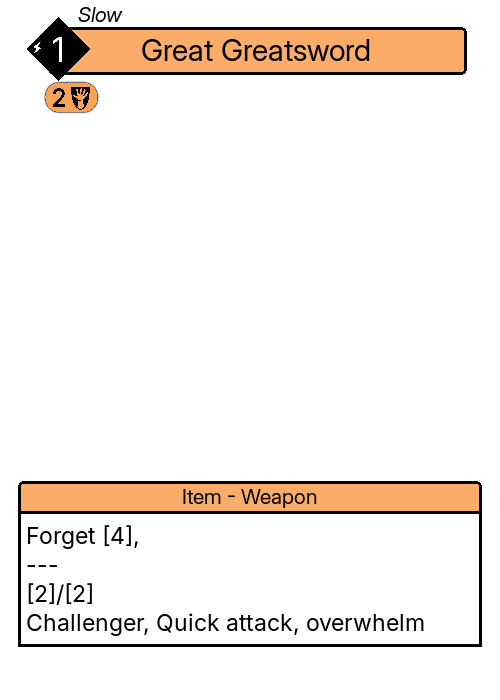 Slow
1
Great Greatsword
2
Item - Weapon
Forget [4],
---
[2]/[2]
Challenger, Quick attack, overwhelm